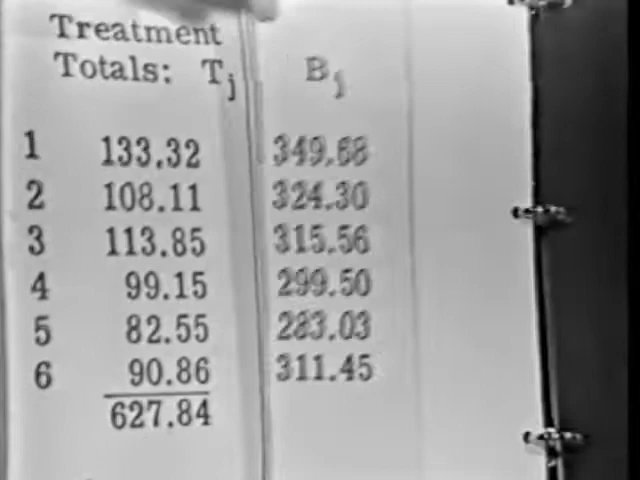 Treatment
Totals: Tj Bj
1 133.32 349.68
2 108.11 324.30
3 113.85 315.56
4 99.15 299.50
5 82.55 283.03
6 90.86 311.45
627.84